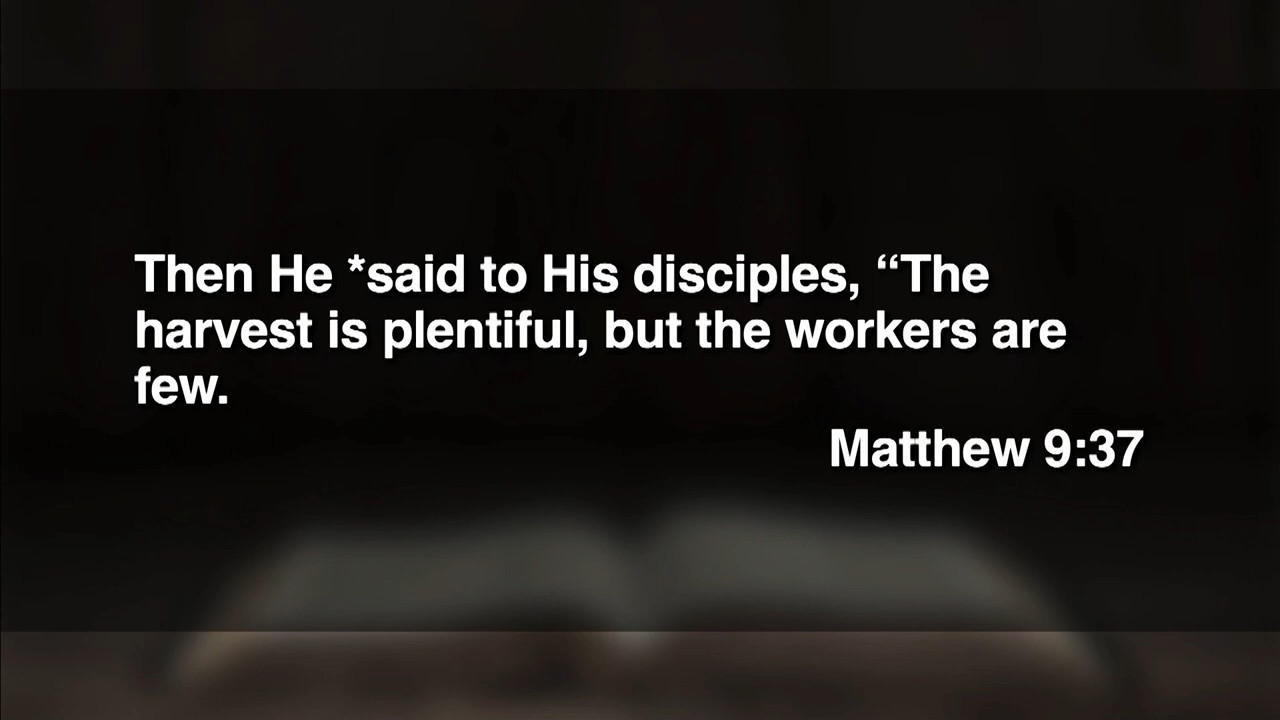 Then He *said to His disciples, “The
harvest is plentiful, but the workers are
few.
Matthew 9:37